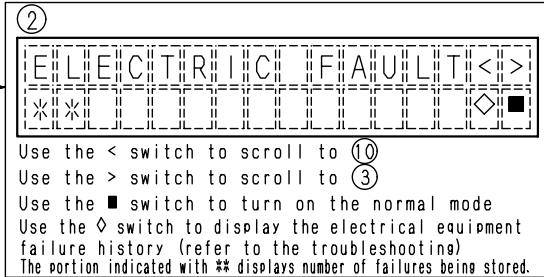 ②
ELECTRIC FAULT<>
** ◇■
Use the < switch to scroll to ⑩
Use the > switch to scroll to ③
Use the ■ switch to turn on the normal mode
Use the ◇ switch to display the electrical equipment
failure history (refer to the troubleshooting)
The portion indicated with ** displays number of failures being stored.